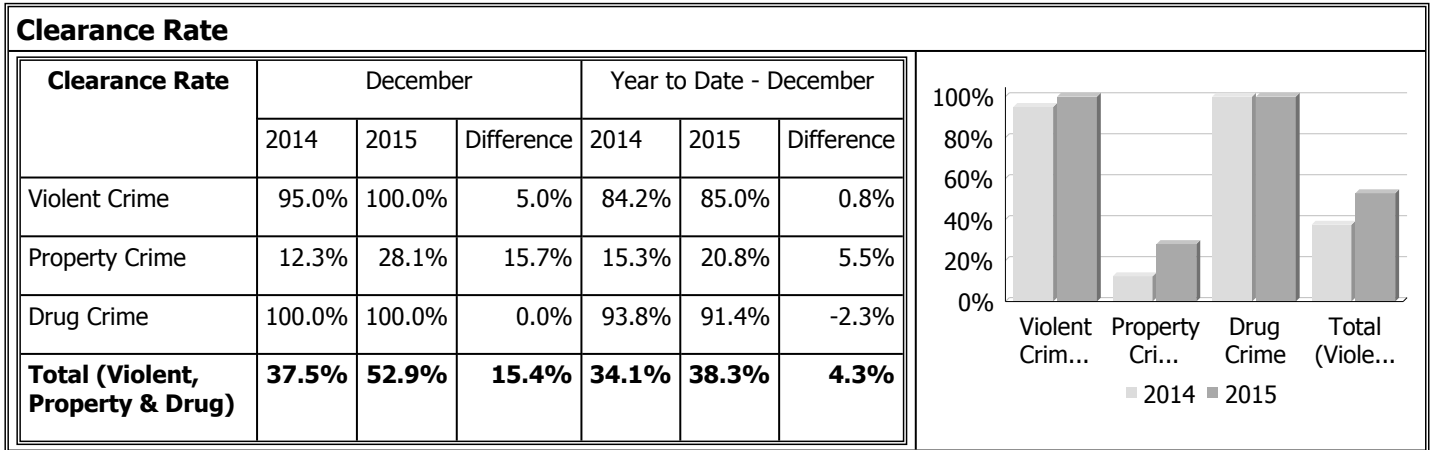 Clearance Rate
Clearance Rate December Year to Date - December
2014 2015 Difference 2014 2015 Difference
Violent Crime 95.0% 100.0% 5.0% 84.2% 85.0% 0.8%
Property Crime 12.3% 28.1% 15.7% 15.3% 20.8% 5.5%
Drug Crime 100.0% 100.0% 0.0% 93.8% 91.4% -2.3%
Total (Violent, 37.5% 52.9% 15.4% 34.1% 38.3% 4.3%
Property & Drug)
100%
80%
60%
40%
20%
0%
Violent Property Drug Total
Crim... Cri... Crime (Viole...
2014 2015